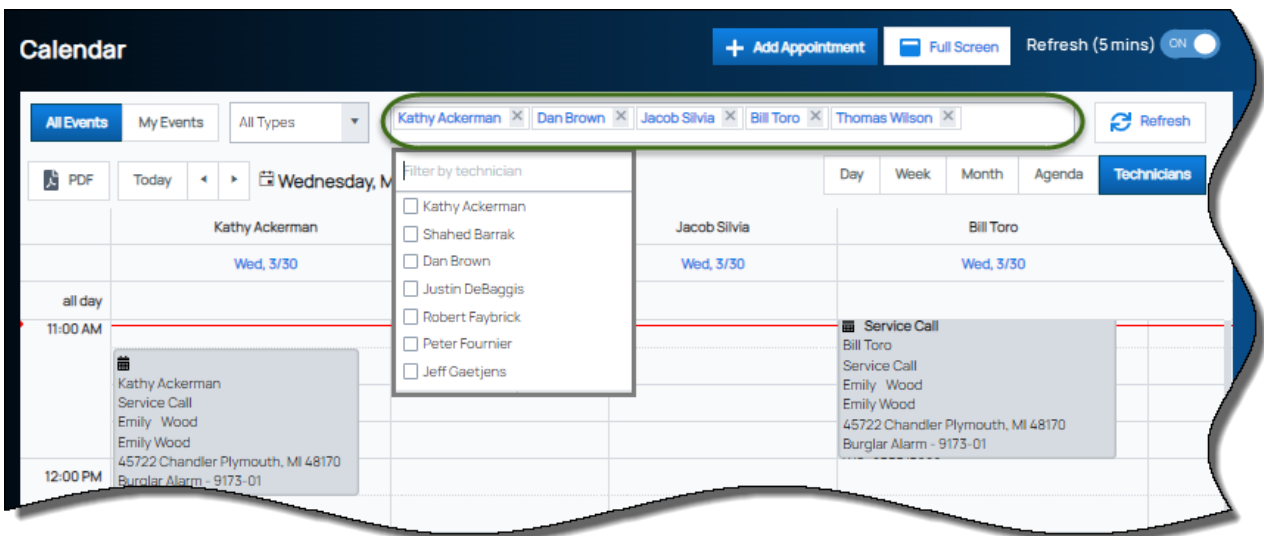 Calendar
+ Add Appointment
Full Screen
Refresh (5 mins) ON
All Events
My Events
All Types
Kathy Ackerman × Dan Brown × Jacob Silvia × Bill Toro × Thomas Wilson ×
Refresh
PDF
Today
Wednesday, M
Filter by technician
Day
Week
Month
Agenda
Technicians
Kathy Ackerman
Shahed Barrak
Dan Brown
Justin DeBaggis
Robert Faybrick
Peter Fournier
Jeff Gaetjens
Kathy Ackerman
Jacob Silvia
Bill Toro
Wed, 3/30
Wed, 3/30
Wed, 3/30
all day
11:00 AM
Kathy Ackerman
Service Call
Emily Wood
Emily Wood
45722 Chandler Plymouth, MI 48170
Burglar Alarm - 9173-01
Service Call
Bill Toro
Service Call
Emily Wood
Emily Wood
45722 Chandler Plymouth, MI 48170
Burglar Alarm - 9173-01
12:00 PM